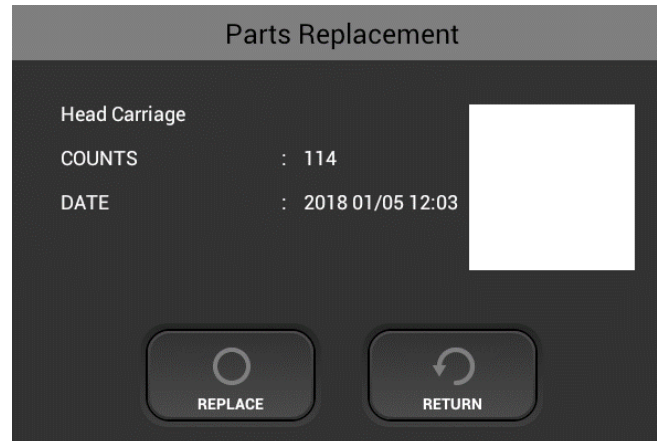 Parts Replacement
Head Carriage
COUNTS : 114
DATE : 2018 01/05 12:03
REPLACE RETURN